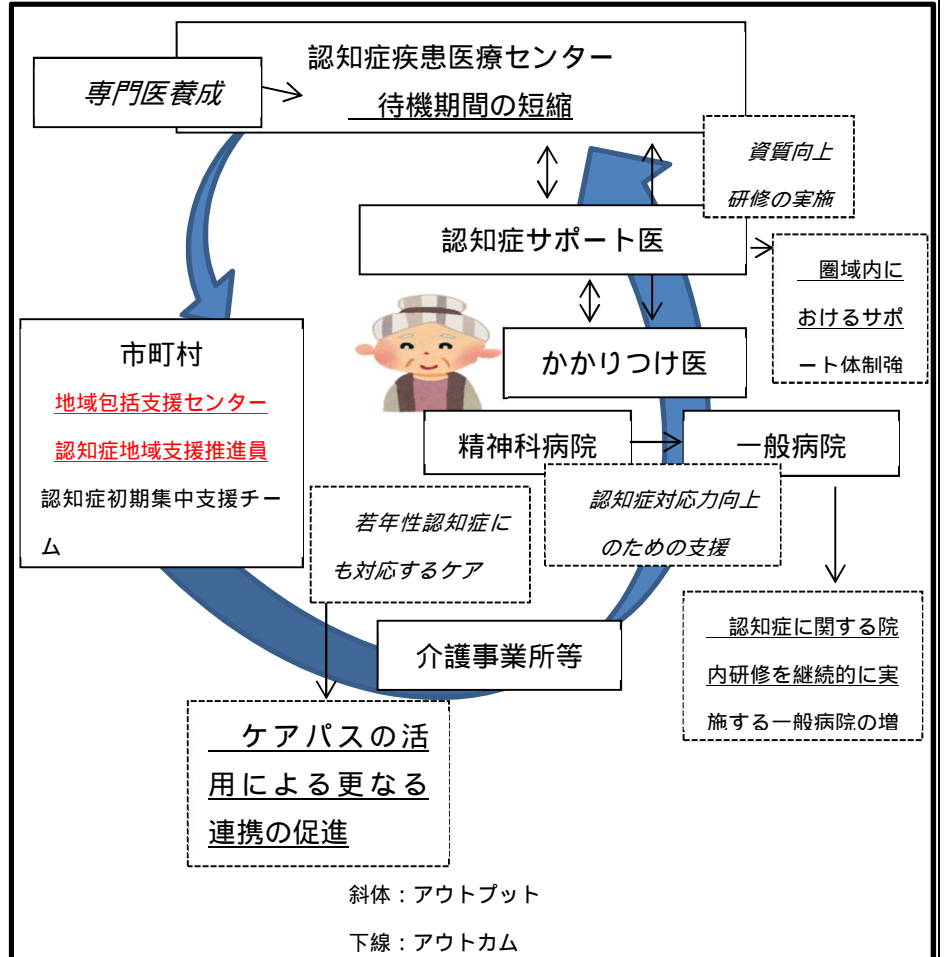 認知症疾患医療センター
専門医養成
待機期間の短縮
資質向上
研修の実施
認知症サポート医
圏域内に
おけるサポ
ート体制強
かかりつけ医
市町村
地域包括支援センター
認知症地域支援推進員
認知症初期集中支援チー
ム
精神科病院
一般病院
若年性認知症に
も対応するケア
認知症対応力向上
のための支援
介護事業所等
認知症に関する院
内研修を継続的に実
施する一般病院の増
ケアパスの活
用による更なる
連携の促進
斜体：アウトプット
下線：アウトカム